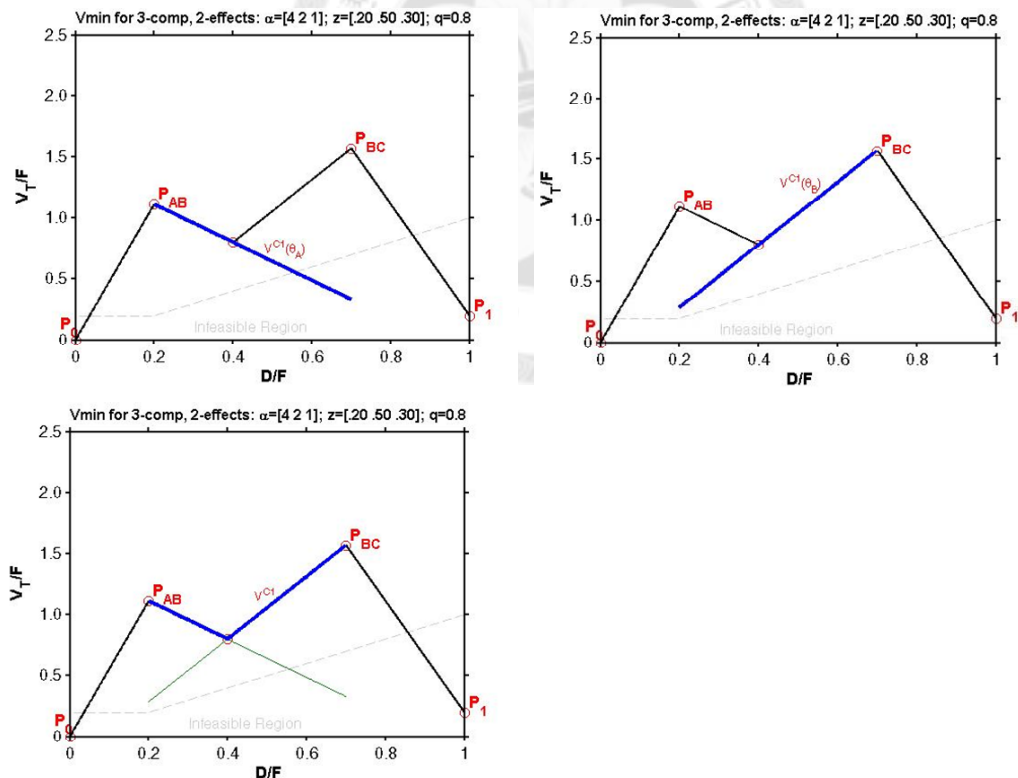 Vmin for 3-comp, 2-effects: α=[4 2 1]; z=[.20 .50 .30]; q=0.8
2.5
2.0
1.5
1.0
0.5
0
V_T/F
P_0
P_AB
P_BC
P_1
V^C1(θ_A)
Infeasible Region
0 0.2 0.4 0.6 0.8 1
D/F
Vmin for 3-comp, 2-effects: α=[4 2 1]; z=[.20 .50 .30]; q=0.8
2.5
2.0
1.5
1.0
0.5
0
V_T/F
P_0
P_AB
P_BC
P_1
V^C1(θ_B)
Infeasible Region
0 0.2 0.4 0.6 0.8 1
D/F
Vmin for 3-comp, 2-effects: α=[4 2 1]; z=[.20 .50 .30]; q=0.8
2.5
2.0
1.5
1.0
0.5
0
V_T/F
P_0
P_AB
P_BC
P_1
V^C1
Infeasible Region
0 0.2 0.4 0.6 0.8 1
D/F